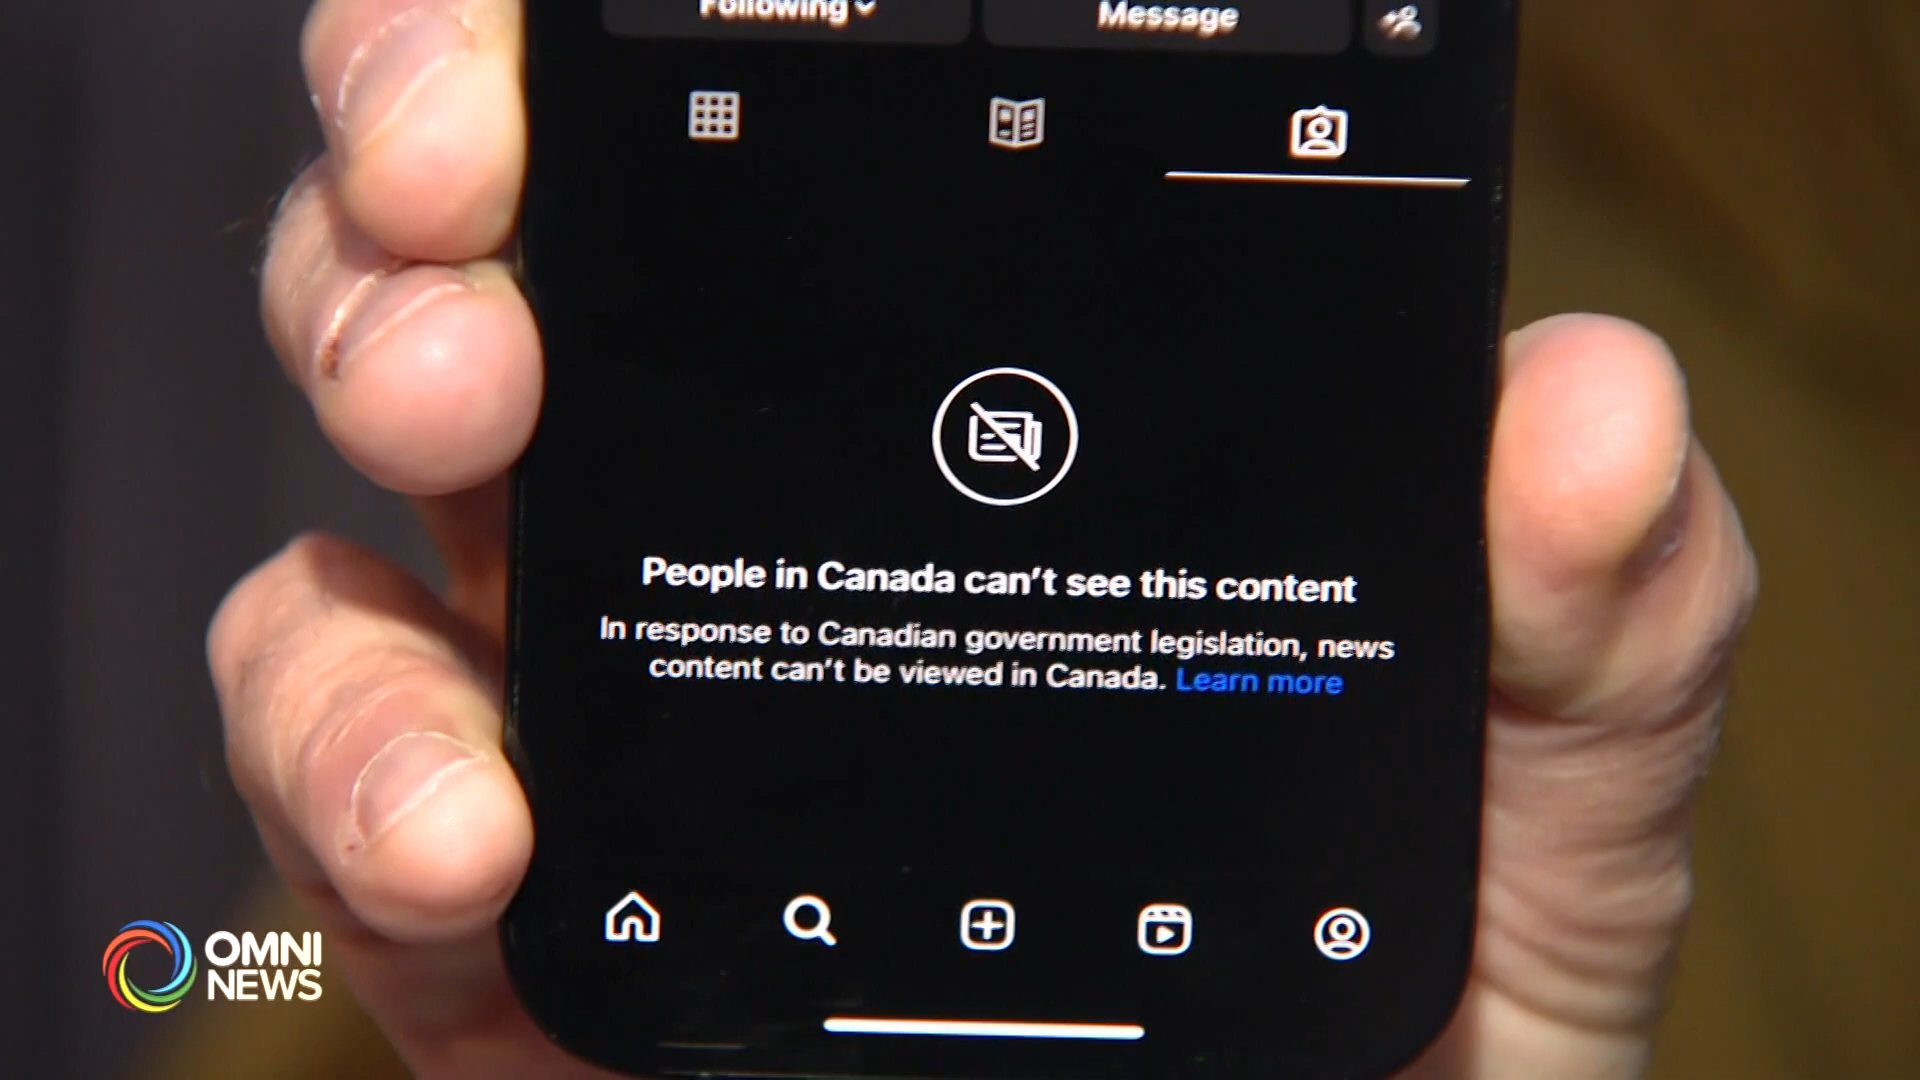 Following
Message
People in Canada can't see this content
In response to Canadian government legislation, news
content can't be viewed in Canada. Learn more
OMNI
NEWS